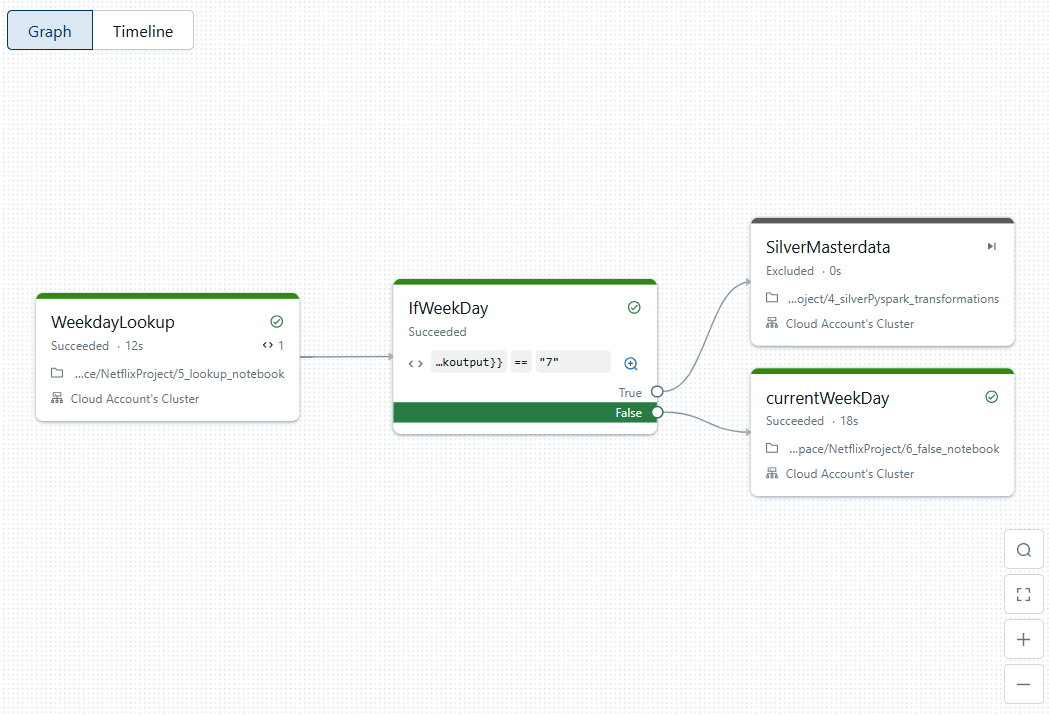 Graph
Timeline
WeekdayLookup
Succeeded · 12s
<> 1
...ce/NetflixProject/5_lookup_notebook
Cloud Account's Cluster
IfWeekDay
Succeeded
<> …koutput}} == "7"
True
False
SilverMasterdata
Excluded · 0s
...oject/4_silverPyspark_transformations
Cloud Account's Cluster
currentWeekDay
Succeeded · 18s
...pace/NetflixProject/6_false_notebook
Cloud Account's Cluster